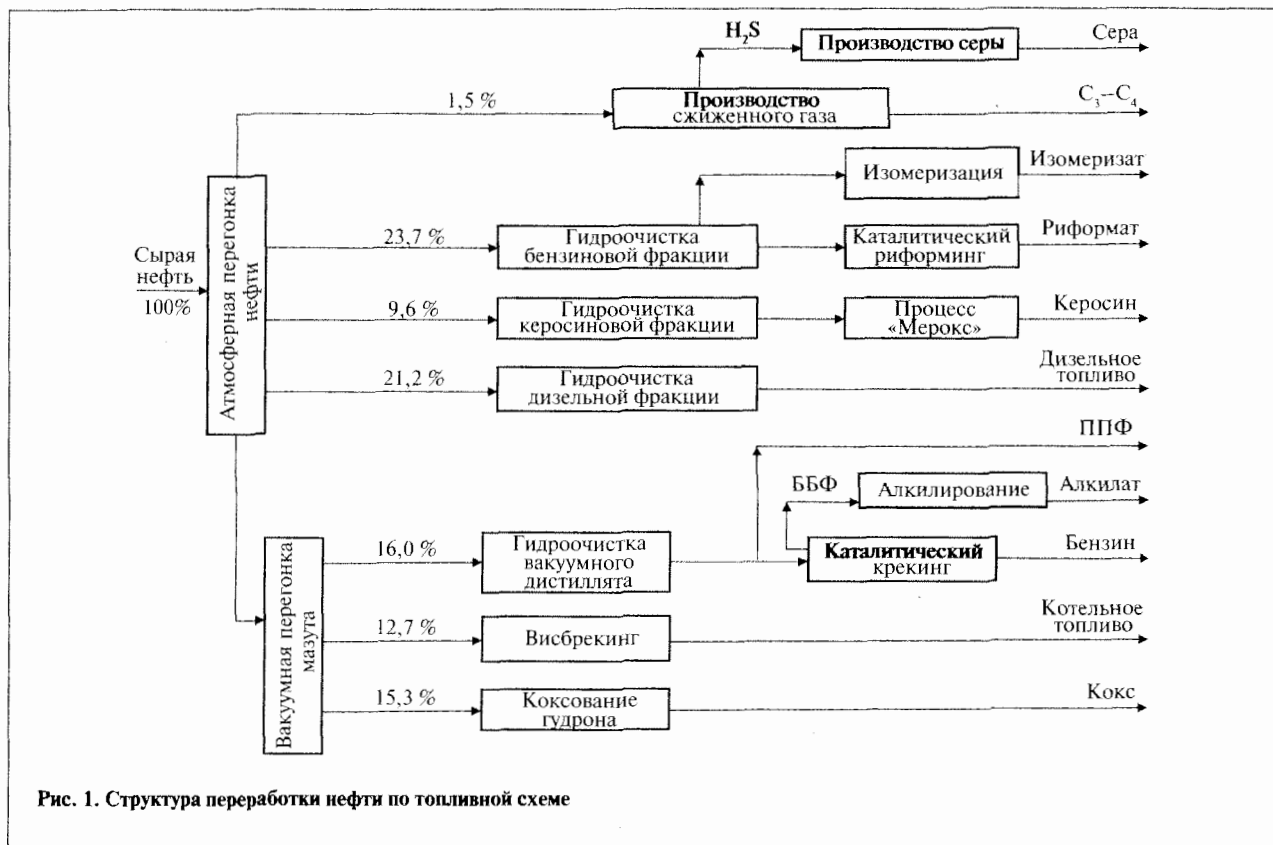 H₂S
Производство серы
Сера
1,5 %
Производство
сжиженного газа
C₃–C₄
Изомеризация
Изомеризат
Атмосферная перегонка
нефти
Сырая
нефть
100%
23,7 %
Гидроочистка
бензиновой фракции
Каталитический
риформинг
Риформат
9,6 %
Гидроочистка
керосиновой фракции
Процесс
«Мерокс»
Керосин
21,2 %
Гидроочистка
дизельной фракции
Дизельное
топливо
ППФ
ББФ
Алкилирование
Алкилат
Вакуумная перегонка
мазута
16,0 %
Гидроочистка
вакуумного
дистиллята
Каталитический
крекинг
Бензин
12,7 %
Висбрекинг
Котельное
топливо
15,3 %
Коксование
гудрона
Кокс
Рис. 1. Структура переработки нефти по топливной схеме